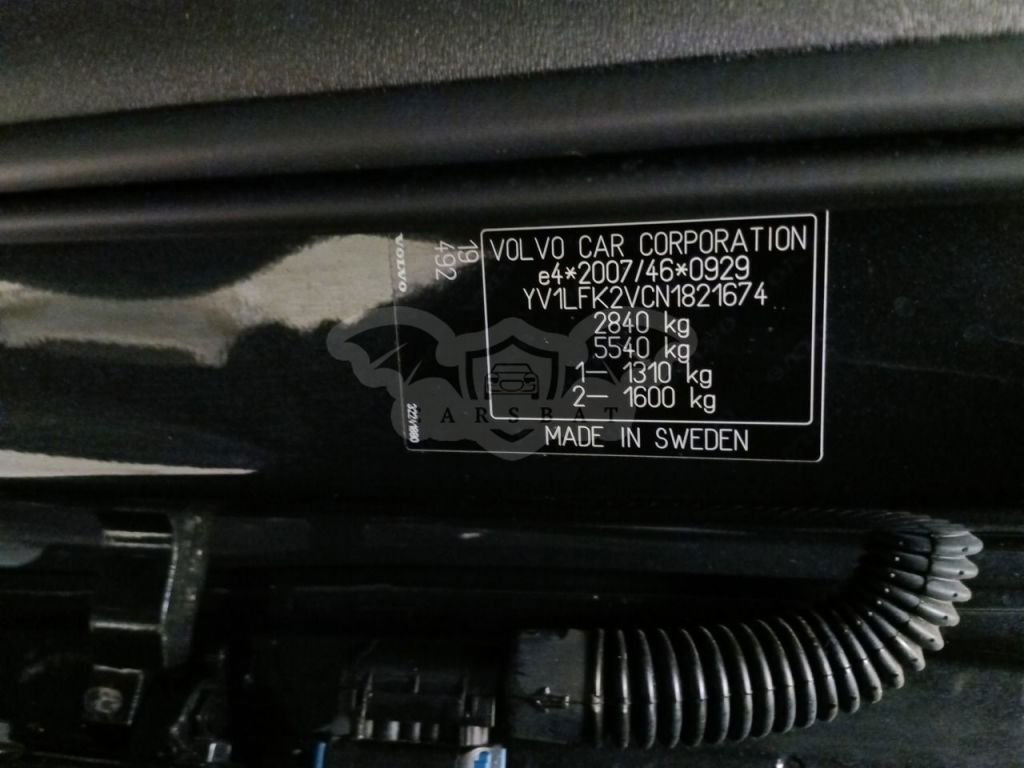 VOLVO CAR CORPORATION
e4*2007/46*0929
YV1LFK2VCN1821674
2840 kg
5540 kg
1— 1310 kg
2— 1600 kg
MADE IN SWEDEN
19
492
VOLVO
CARSBAT